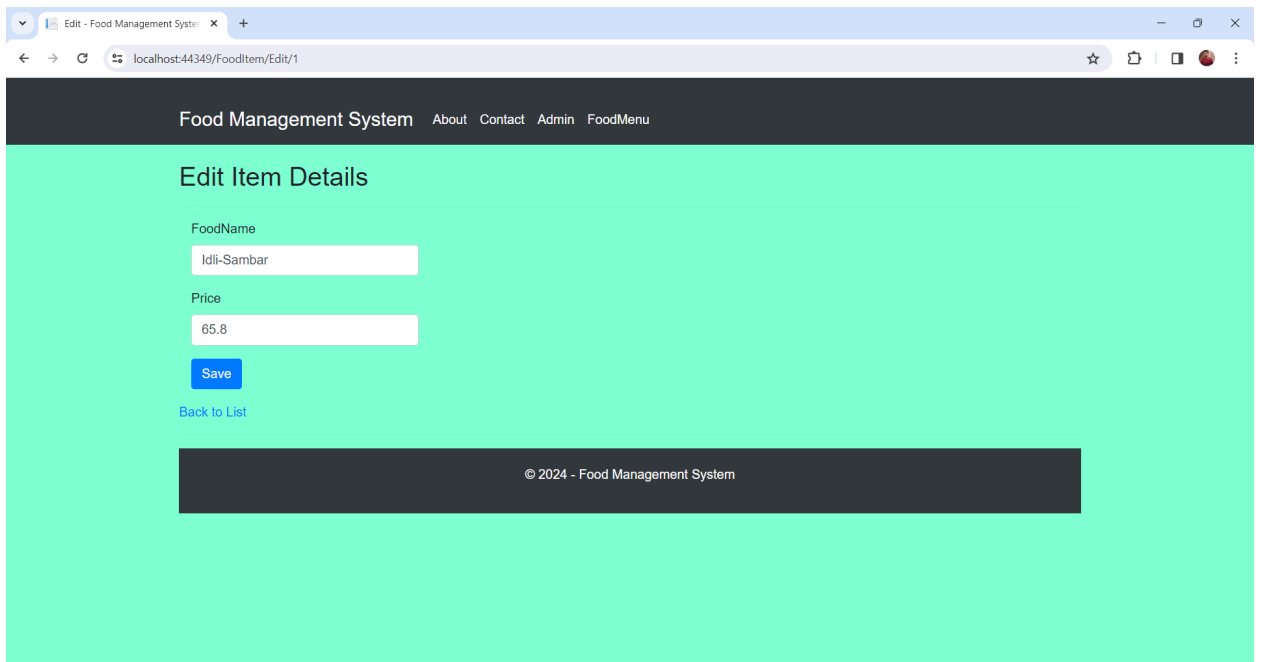 Edit - Food Management Syste
localhost:44349/FoodItem/Edit/1
Food Management System About Contact Admin FoodMenu
Edit Item Details
FoodName
Idli-Sambar
Price
65.8
Save
Back to List
© 2024 - Food Management System